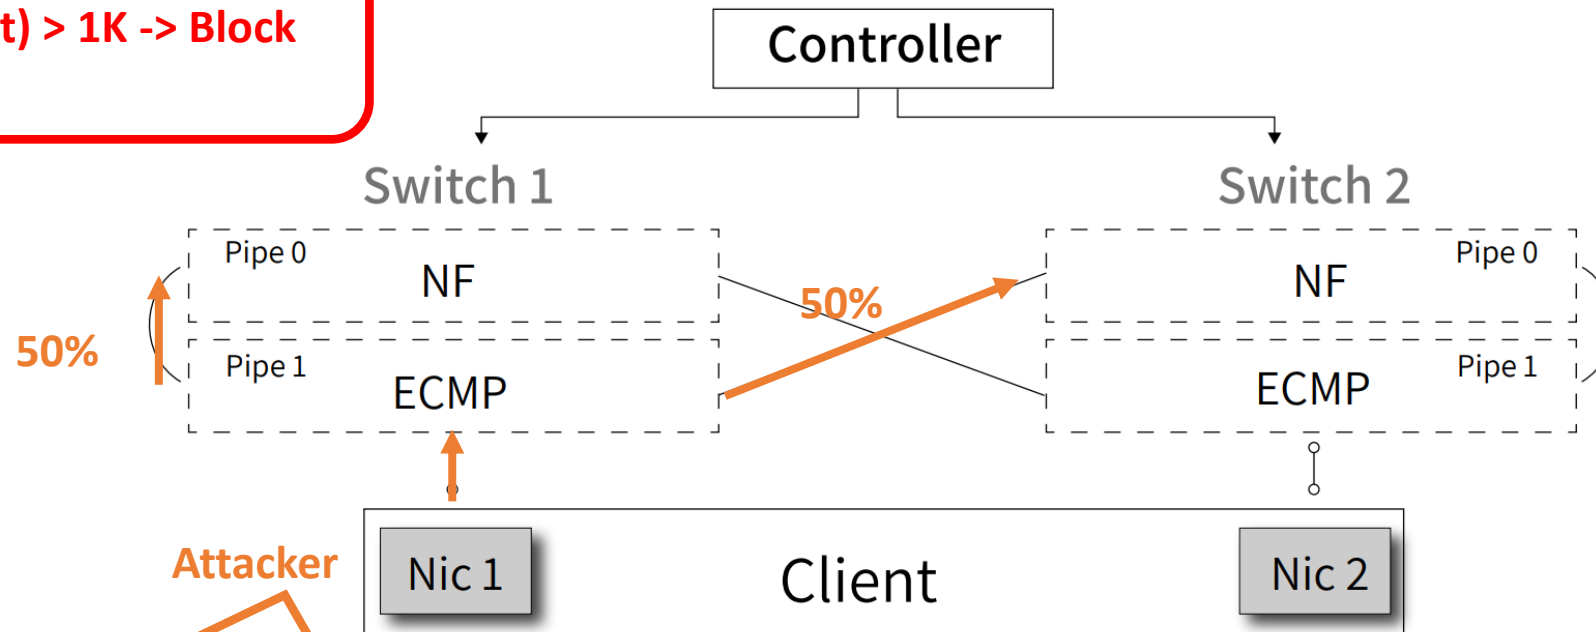 t) > 1K -> Block
Controller
Switch 1
Switch 2
Pipe 0
NF
NF
Pipe 0
50%
50%
Pipe 1
ECMP
ECMP
Pipe 1
Attacker
Nic 1
Client
Nic 2